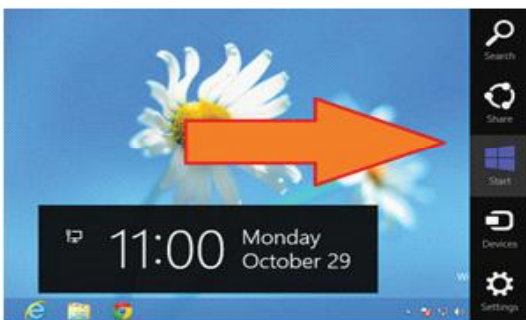 Search
Share
Start
11:00 Monday
October 29
Devices
W
Settings